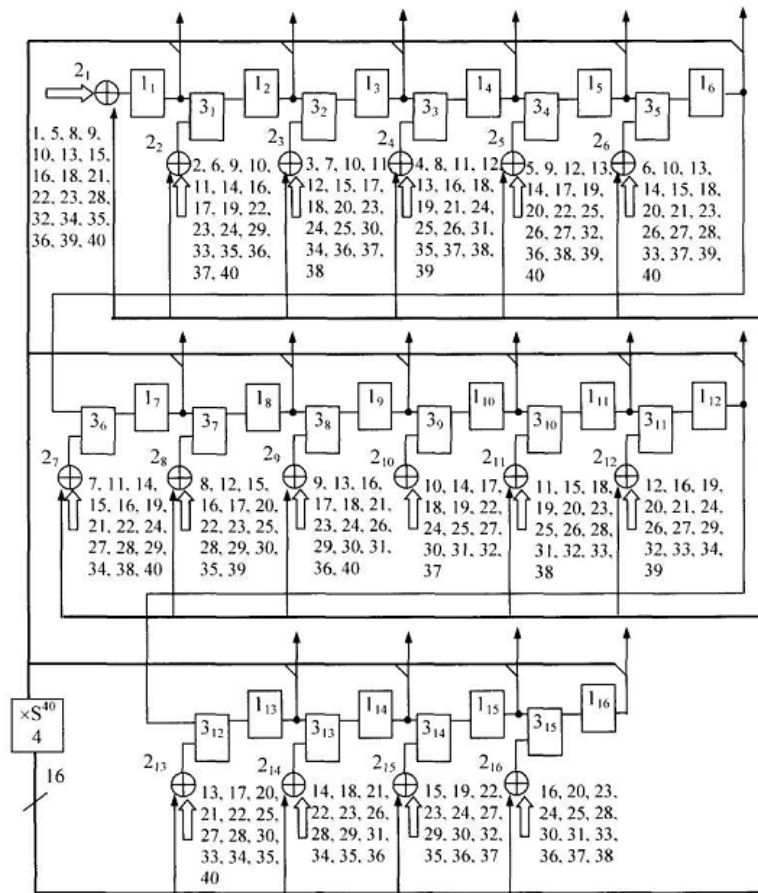 2₁ 1₁ 3₁ 1₂ 3₂ 1₃ 3₃ 1₄ 3₄ 1₅ 3₅ 1₆
2₂ 2₃ 2₄ 2₅ 2₆
1, 5, 8, 9,
10, 13, 15,
16, 18, 21,
22, 23, 28,
32, 34, 35,
36, 39, 40
2, 6, 9, 10,
11, 14, 16,
17, 19, 22,
23, 24, 29,
33, 35, 36,
37, 40
3, 7, 10, 11
12, 15, 17,
18, 20, 23,
24, 25, 30,
34, 36, 37,
38
4, 8, 11, 12
13, 16, 18,
19, 21, 24,
25, 26, 31,
35, 37, 38,
39
5, 9, 12, 13,
14, 17, 19,
20, 22, 25,
26, 27, 32,
36, 38, 39,
40
6, 10, 13,
14, 15, 18,
20, 21, 23,
26, 27, 28,
33, 37, 39,
40
3₆ 1₇ 3₇ 1₈ 3₈ 1₉ 3₉ 1₁₀ 3₁₀ 1₁₁ 3₁₁ 1₁₂
2₇ 2₈ 2₉ 2₁₀ 2₁₁ 2₁₂
7, 11, 14,
15, 16, 19,
21, 22, 24,
27, 28, 29,
34, 38, 40
8, 12, 15,
16, 17, 20,
22, 23, 25,
28, 29, 30,
35, 39
9, 13, 16,
17, 18, 21,
23, 24, 26,
29, 30, 31,
36, 40
10, 14, 17,
18, 19, 22,
24, 25, 27,
30, 31, 32,
37
11, 15, 18,
19, 20, 23,
25, 26, 28,
31, 32, 33,
38
12, 16, 19,
20, 21, 24,
26, 27, 29,
32, 33, 34,
39
×S⁴⁰
4
16
3₁₂ 1₁₃ 3₁₃ 1₁₄ 3₁₄ 1₁₅ 3₁₅ 1₁₆
2₁₃ 2₁₄ 2₁₅ 2₁₆
13, 17, 20,
21, 22, 25,
27, 28, 30,
33, 34, 35,
40
14, 18, 21,
22, 23, 26,
28, 29, 31,
34, 35, 36
15, 19, 22,
23, 24, 27,
29, 30, 32,
35, 36, 37
16, 20, 23,
24, 25, 28,
30, 31, 33,
36, 37, 38